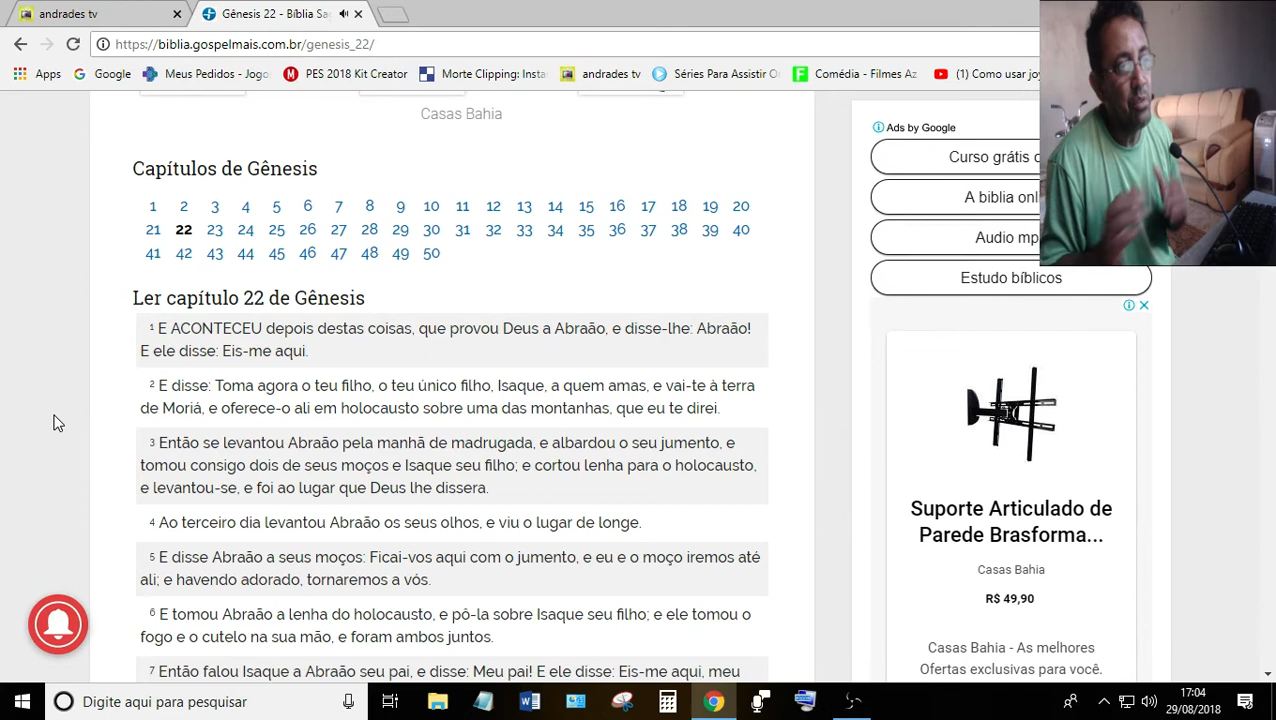 andrades tv
Gênesis 22 - Bíblia Sa
https://biblia.gospelmais.com.br/genesis_22/
Apps
Google
Meus Pedidos - Jogo
PES 2018 Kit Creator
Morte Clipping: Insta
andrades tv
Séries Para Assistir O
Comédia - Filmes Az
(1) Como usar joy
Casas Bahia
Capítulos de Gênesis
1 2 3 4 5 6 7 8 9 10 11 12 13 14 15 16 17 18 19 20
21 22 23 24 25 26 27 28 29 30 31 32 33 34 35 36 37 38 39 40
41 42 43 44 45 46 47 48 49 50
Ler capítulo 22 de Gênesis
1 E ACONTECEU depois destas coisas, que provou Deus a Abraão, e disse-lhe: Abraão!
E ele disse: Eis-me aqui.
2 E disse: Toma agora o teu filho, o teu único filho, Isaque, a quem amas, e vai-te à terra
de Moriá, e oferece-o ali em holocausto sobre uma das montanhas, que eu te direi.
3 Então se levantou Abraão pela manhã de madrugada, e albardou o seu jumento, e
tomou consigo dois de seus moços e Isaque seu filho; e cortou lenha para o holocausto,
e levantou-se, e foi ao lugar que Deus lhe dissera.
4 Ao terceiro dia levantou Abraão os seus olhos, e viu o lugar de longe.
5 E disse Abraão a seus moços: Ficai-vos aqui com o jumento, e eu e o moço iremos até
ali; e havendo adorado, tornaremos a vós.
6 E tomou Abraão a lenha do holocausto, e pô-la sobre Isaque seu filho; e ele tomou o
fogo e o cutelo na sua mão, e foram ambos juntos.
7 Então falou Isaque a Abraão seu pai, e disse: Meu pai! E ele disse: Eis-me aqui, meu
Ads by Google
Curso grátis
A biblia onl
Audio mp
Estudo bíblicos
Suporte Articulado de
Parede Brasforma...
Casas Bahia
R$ 49,90
Casas Bahia - As melhores
Ofertas exclusivas para você.
Digite aqui para pesquisar
17:04
29/08/2018